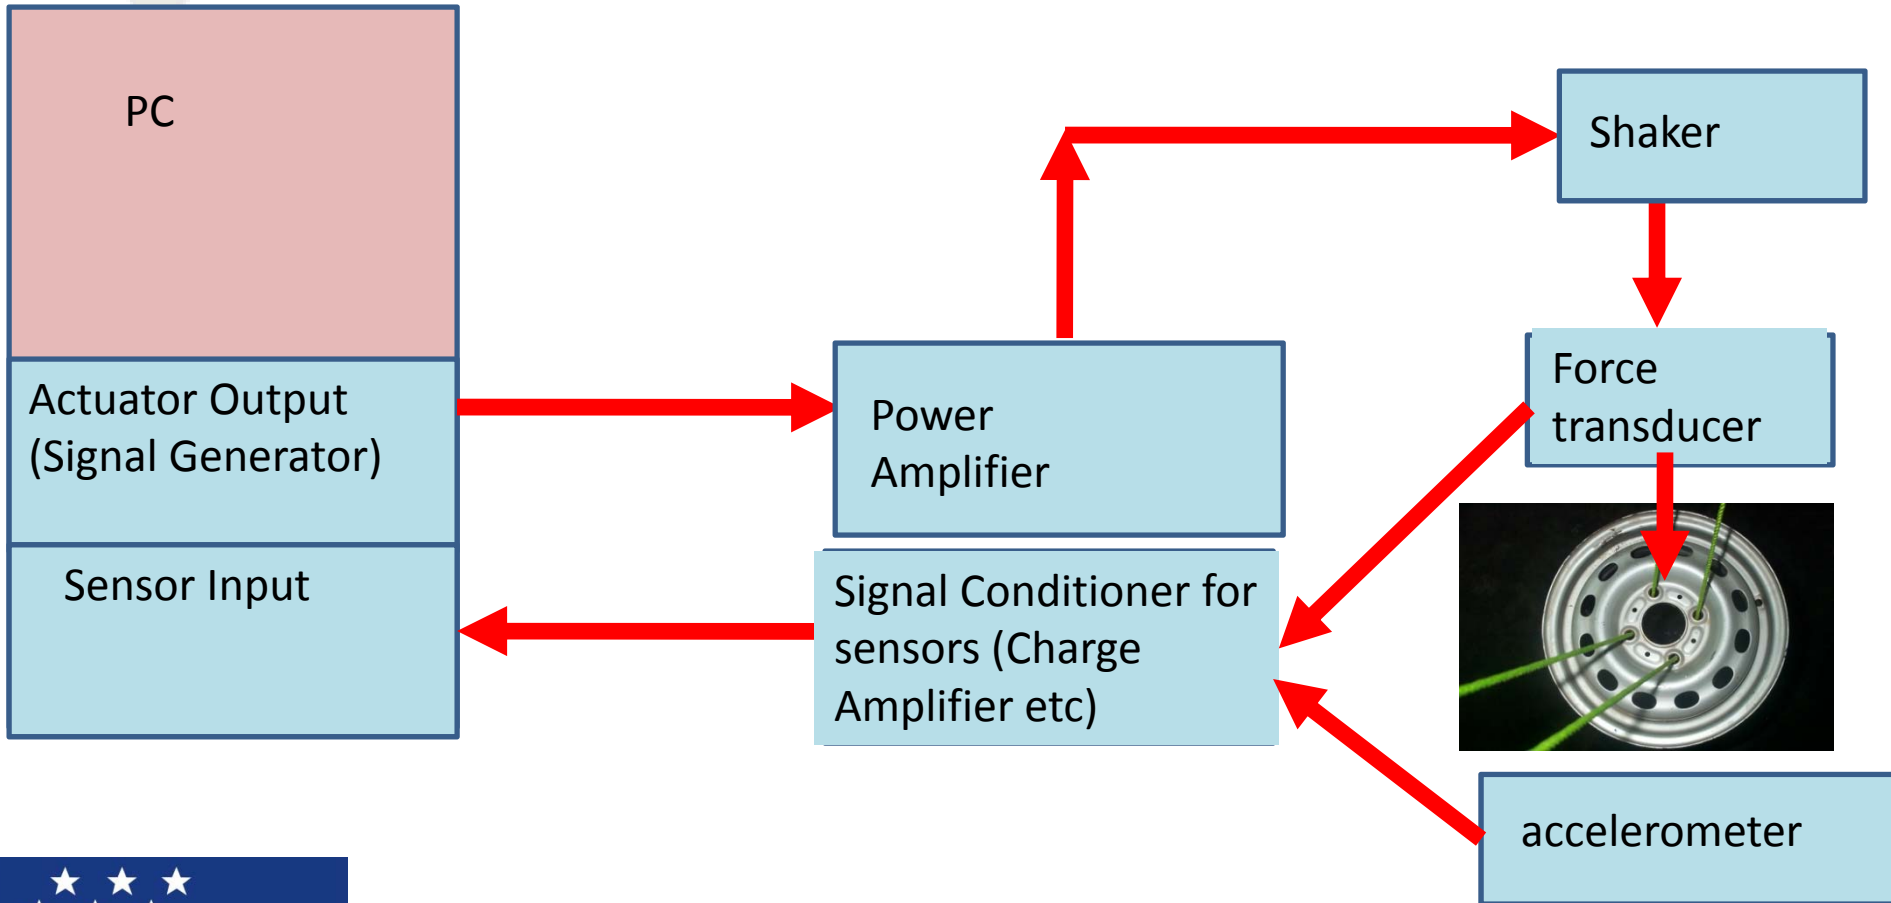 PC
Actuator Output
(Signal Generator)
Sensor Input
Power
Amplifier
Signal Conditioner for
sensors (Charge
Amplifier etc)
Shaker
Force
transducer
accelerometer